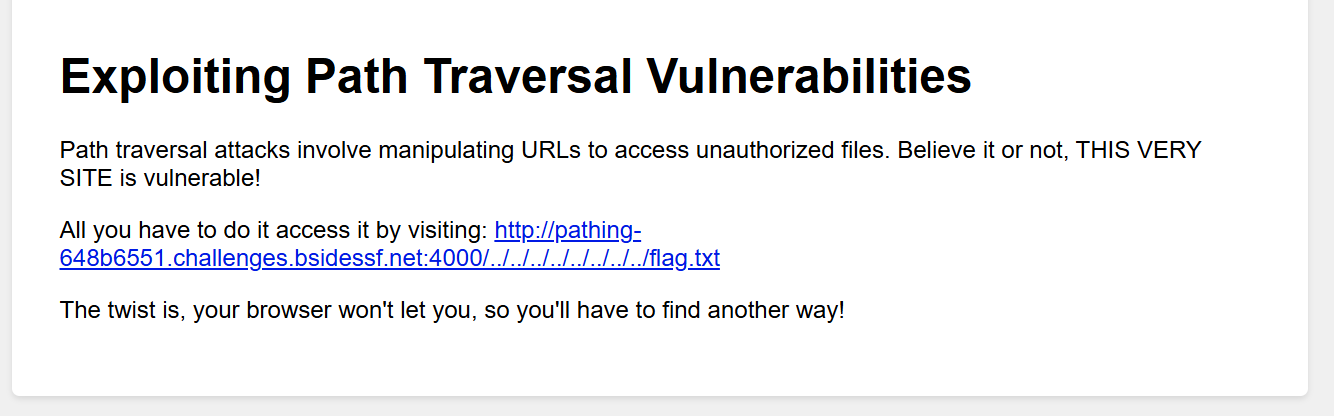 Exploiting Path Traversal Vulnerabilities
Path traversal attacks involve manipulating URLs to access unauthorized files. Believe it or not, THIS VERY
SITE is vulnerable!
All you have to do it access it by visiting: http://pathing-
648b6551.challenges.bsidessf.net:4000/../../../../../../../../../flag.txt
The twist is, your browser won't let you, so you'll have to find another way!